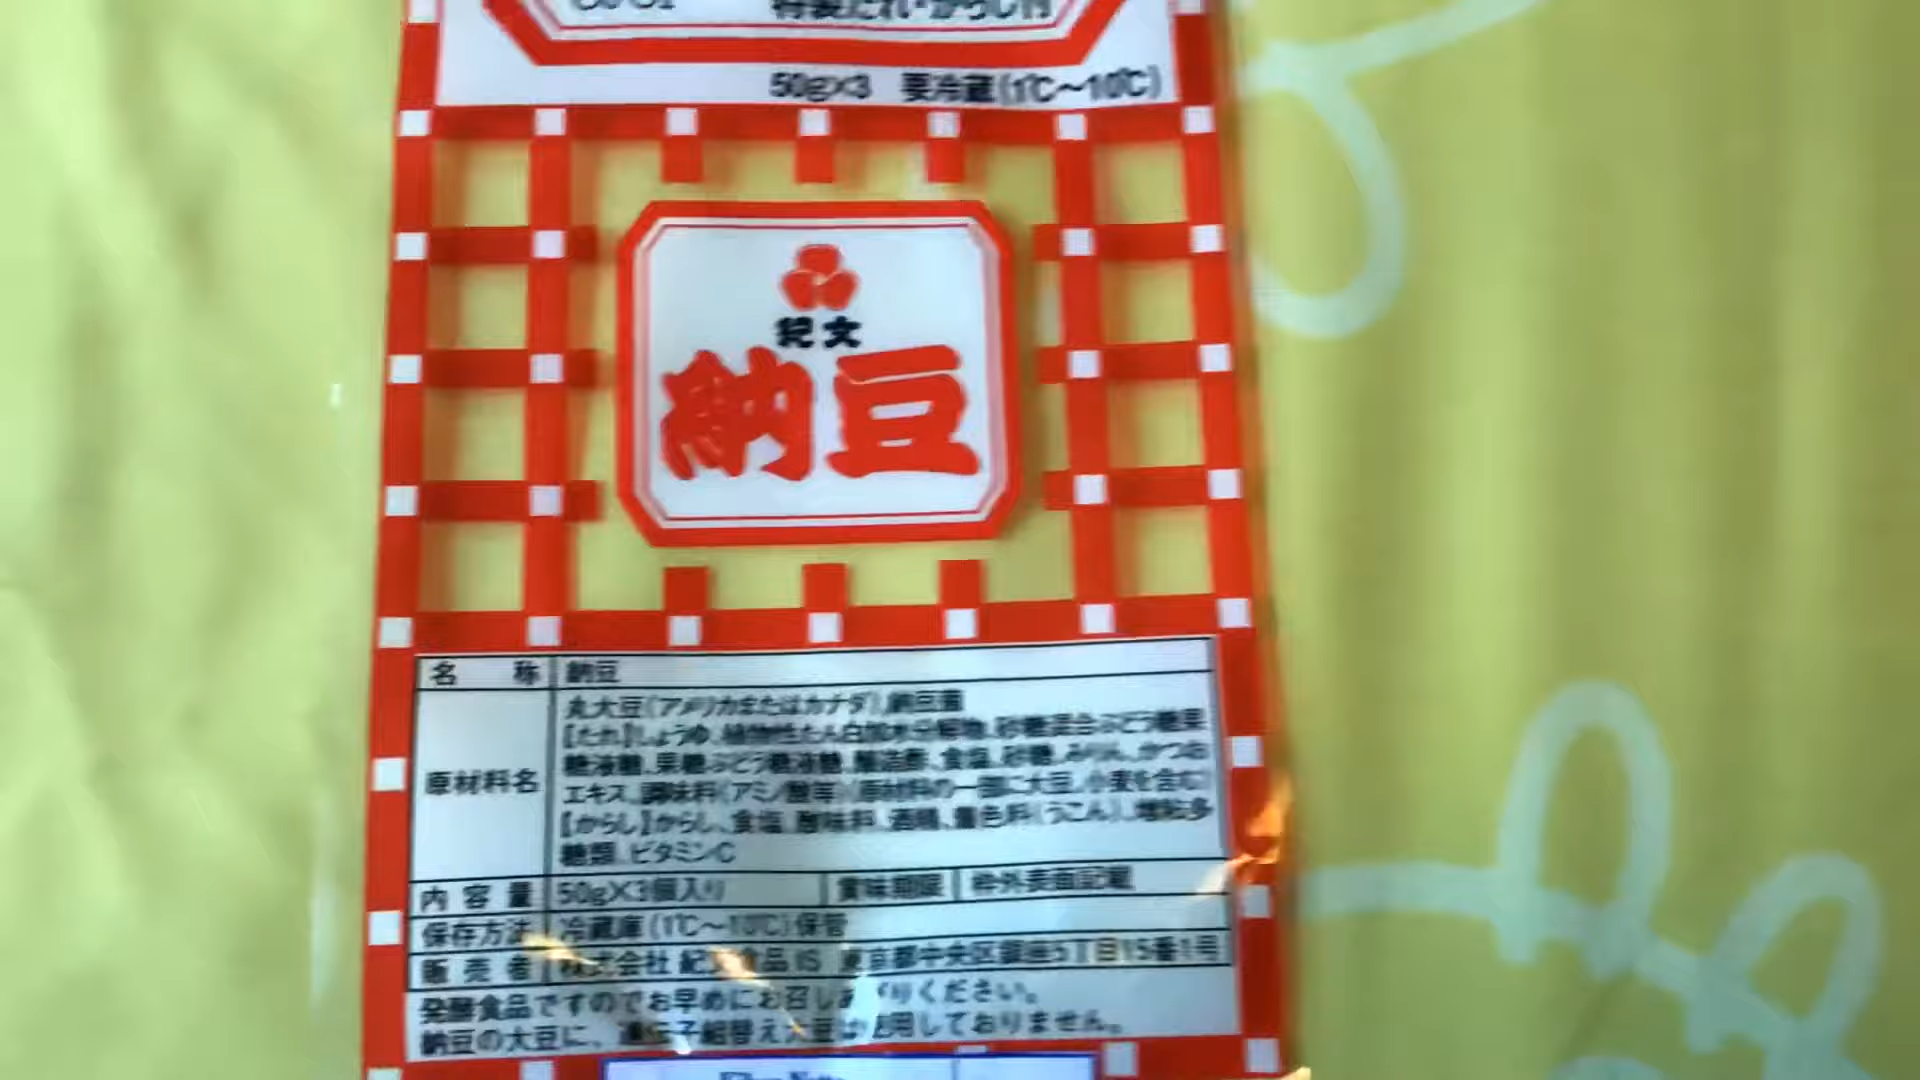 特製たれ・からし付
50g×3 要冷蔵(1℃〜10℃)
紀文
納豆
名称 納豆
原材料名 丸大豆(アメリカまたはカナダ)、納豆菌
【たれ】しょうゆ、植物性たん白加水分解物、砂糖混合ぶどう糖果
糖液糖、果糖ぶどう糖液糖、醸造酢、食塩、砂糖、みりん、かつお
エキス、調味料(アミノ酸等)(原材料の一部に大豆、小麦を含む)
【からし】からし、食塩、酸味料、酒精、着色料(うこん)、増粘多
糖類、ビタミンC
内容量 50g×3個入り 賞味期限 枠外表面記載
保存方法 冷蔵庫(1℃〜10℃)保管
販売者 株式会社 紀文食品IS 東京都中央区銀座5丁目15番1号
発酵食品ですのでお早めにお召しあがりください。
納豆の大豆に、遺伝子組替え大豆は使用しておりません。